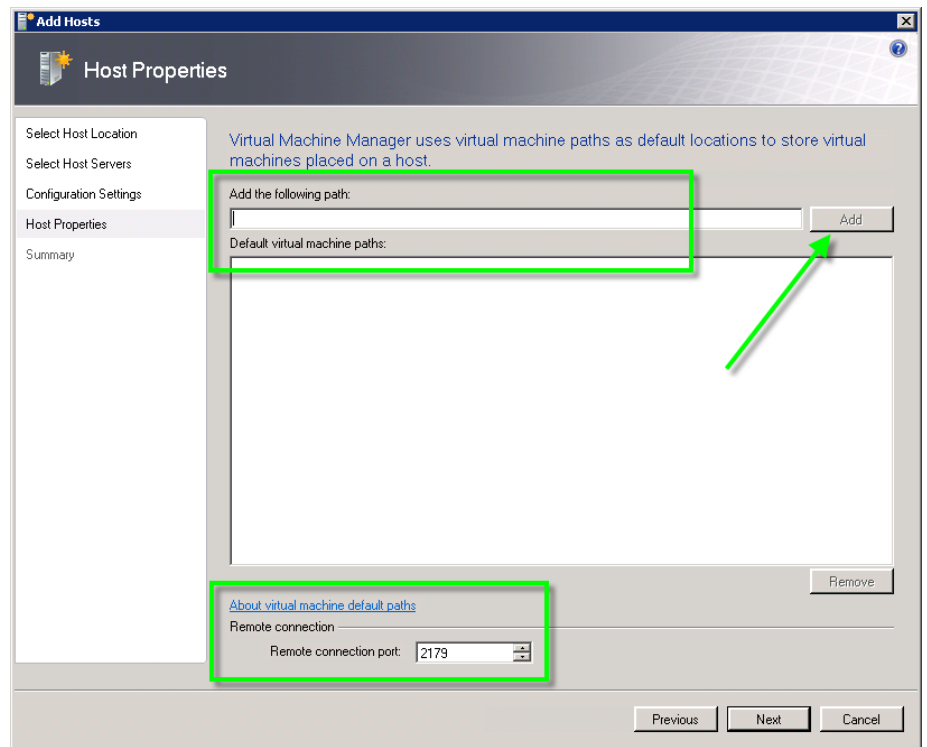 Add Hosts
Host Properties
Select Host Location
Select Host Servers
Configuration Settings
Host Properties
Summary
Virtual Machine Manager uses virtual machine paths as default locations to store virtual
machines placed on a host.
Add the following path:
Add
Default virtual machine paths:
Remove
About virtual machine default paths
Remote connection
Remote connection port: 2179
Previous Next Cancel